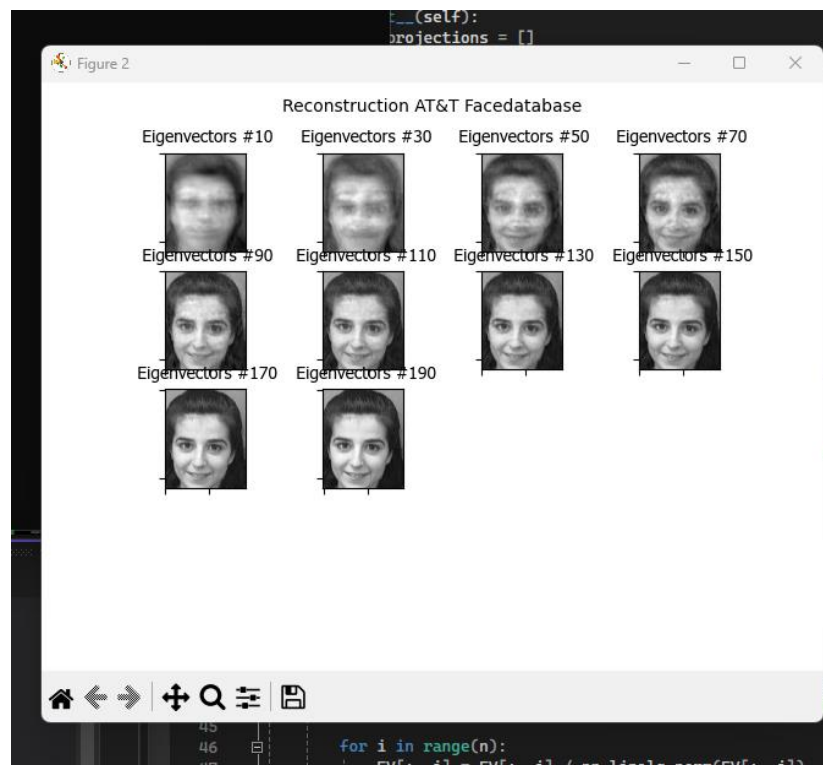 t__(self):
projections = []
Figure 2
Reconstruction AT&T Facedatabase
Eigenvectors #10 Eigenvectors #30 Eigenvectors #50 Eigenvectors #70
Eigenvectors #90 Eigenvectors #110 Eigenvectors #130 Eigenvectors #150
Eigenvectors #170 Eigenvectors #190
45
46 for i in range(n):